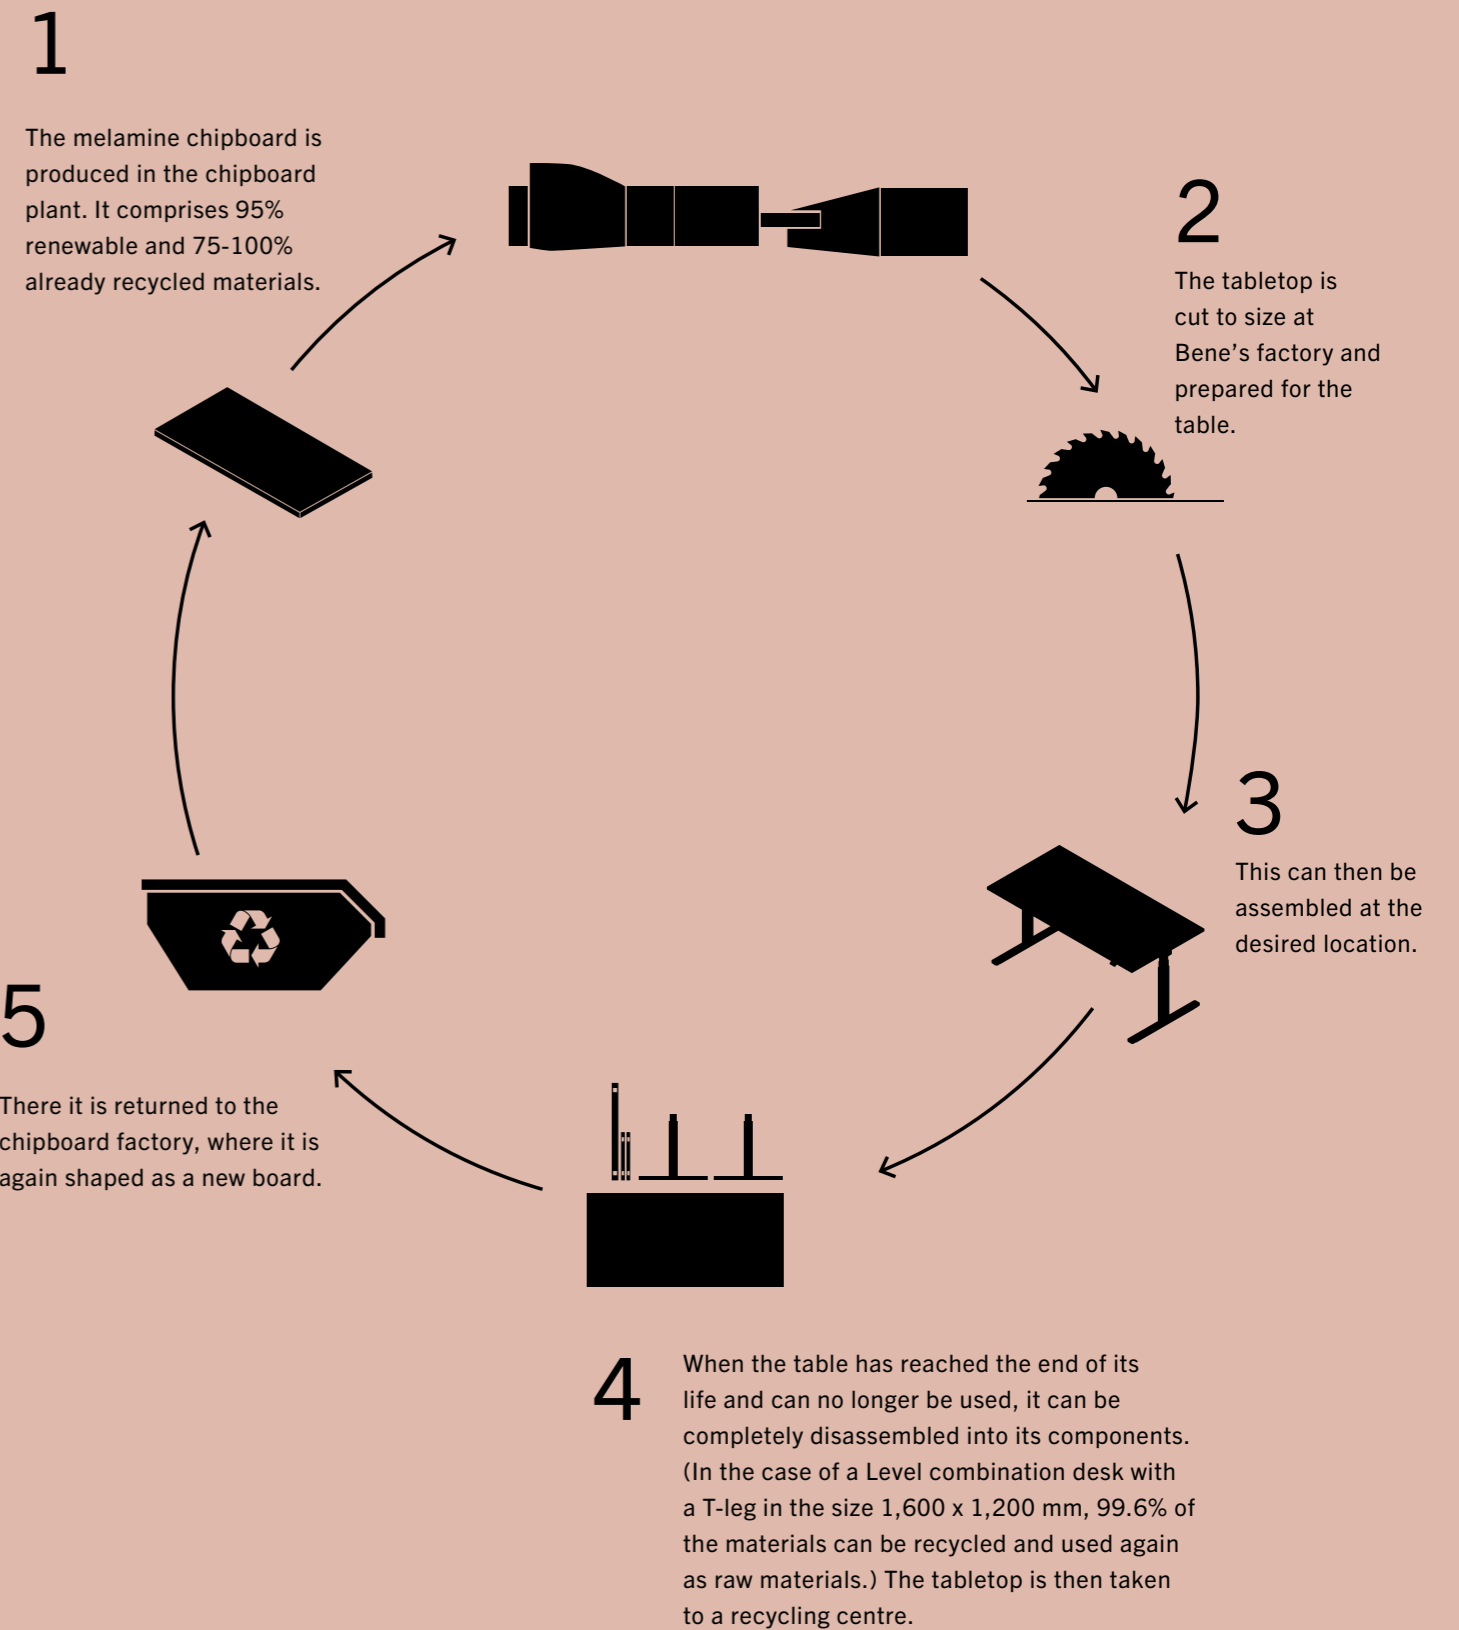 1
The melamine chipboard is
produced in the chipboard
plant. It comprises 95%
renewable and 75-100%
already recycled materials.
2
The tabletop is
cut to size at
Bene’s factory and
prepared for the
table.
3
This can then be
assembled at the
desired location.
4
When the table has reached the end of its
life and can no longer be used, it can be
completely disassembled into its components.
(In the case of a Level combination desk with
a T-leg in the size 1,600 x 1,200 mm, 99.6% of
the materials can be recycled and used again
as raw materials.) The tabletop is then taken
to a recycling centre.
5
There it is returned to the
chipboard factory, where it is
again shaped as a new board.